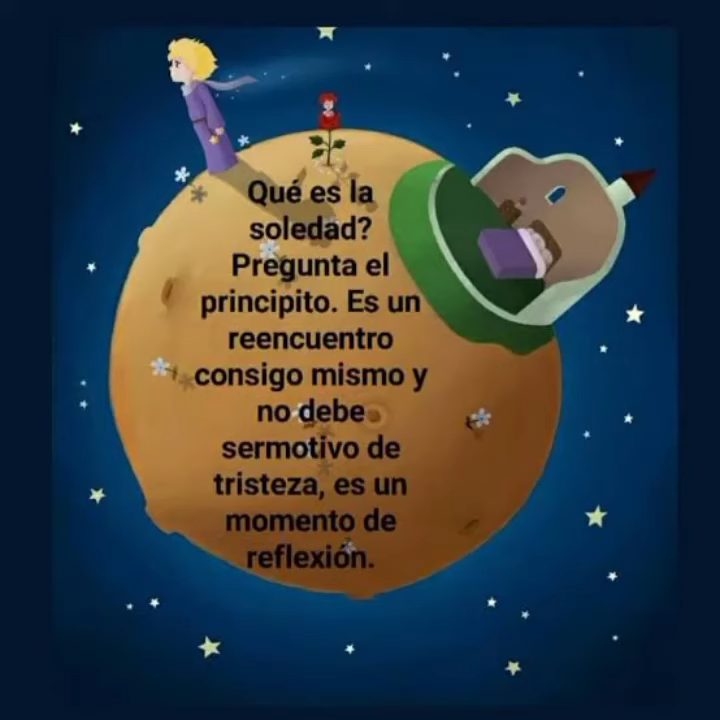 Qué es la
soledad?
Pregunta el
principito. Es un
reencuentro
consigo mismo y
no debe
sermotivo de
tristeza, es un
momento de
reflexión.